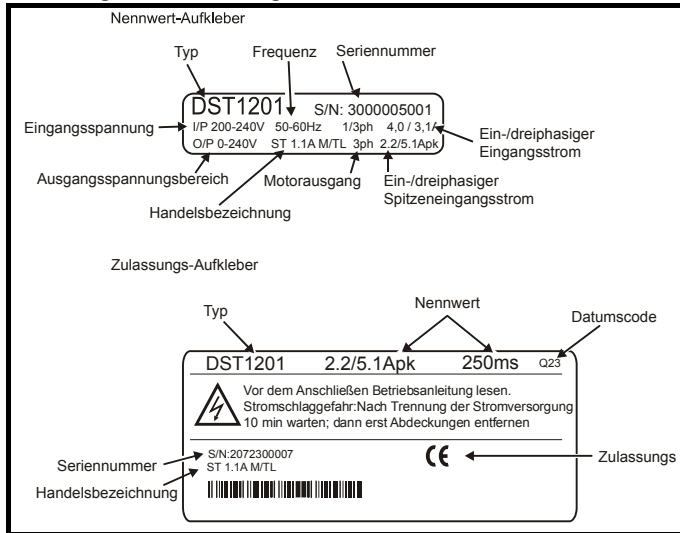 Nennwert-Aufkleber
Typ
Frequenz
Seriennummer
DST1201 S/N: 3000005001
Eingangsspannung
I/P 200-240V 50-60Hz 1/3ph 4,0 / 3,1
O/P 0-240V ST 1.1A M/TL 3ph 2.2/5.1Apk
Ein-/dreiphasiger
Eingangsstrom
Ausgangsspannungsbereich
Motorausgang
Ein-/dreiphasiger
Spitzeneingangsstrom
Handelsbezeichnung
Zulassungs-Aufkleber
Typ
Nennwert
Datumscode
DST1201 2.2/5.1Apk 250ms Q23
Vor dem Anschließen Betriebsanleitung lesen.
Stromschlaggefahr:Nach Trennung der Stromversorgung
10 min warten; dann erst Abdeckungen entfernen
Seriennummer
S/N:2072300007
ST 1.1A M/TL
CE
Zulassungs
Handelsbezeichnung